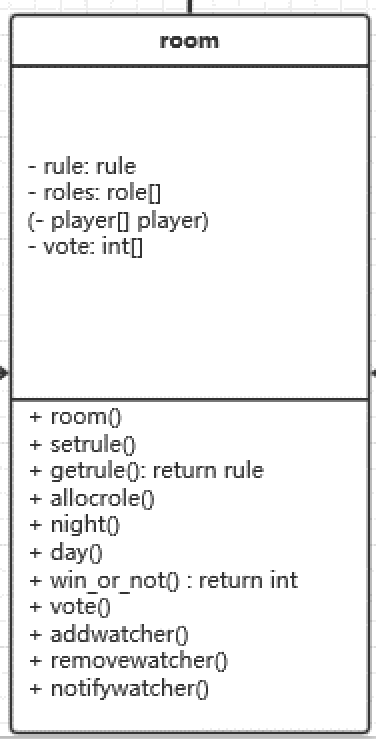 room
- rule: rule
- roles: role[]
(- player[] player)
- vote: int[]
+ room()
+ setrule()
+ getrule(): return rule
+ allocrole()
+ night()
+ day()
+ win_or_not() : return int
+ vote()
+ addwatcher()
+ removewatcher()
+ notifywatcher()